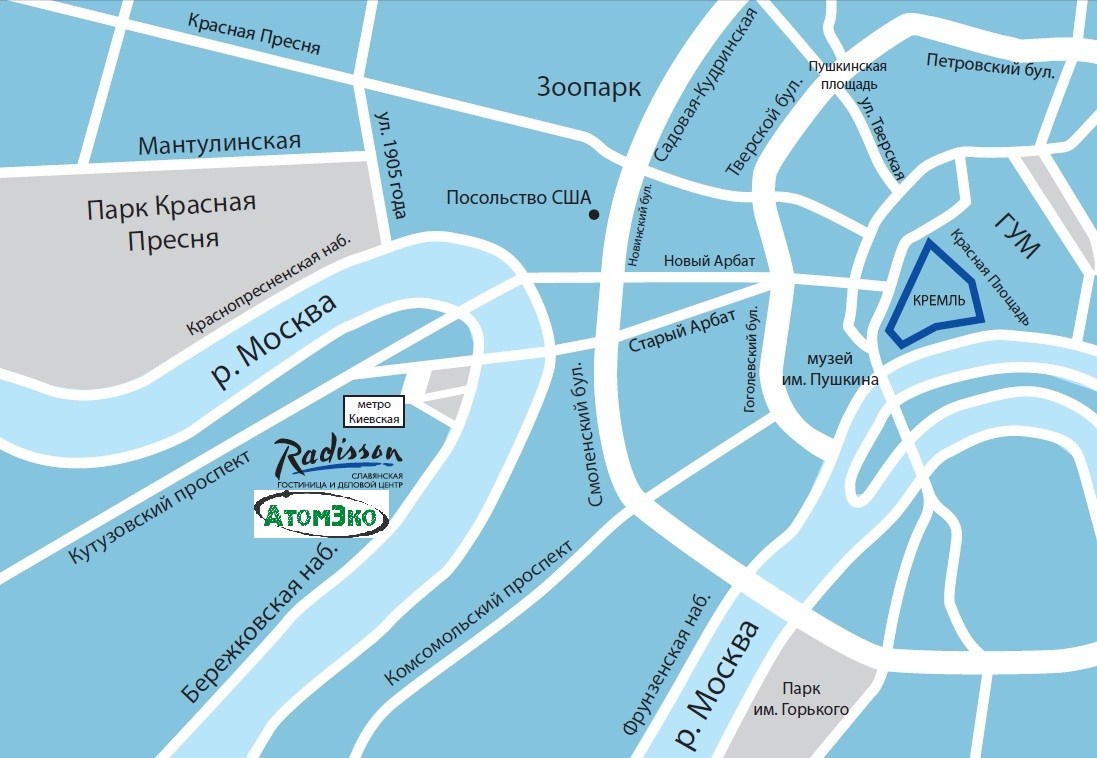 Красная Пресня
Зоопарк
Садовая-Кудринская
Пушкинская
площадь
Петровский бул.
Тверской бул.
ул. Тверская
Мантулинская
ул. 1905 года
Парк Красная
Пресня
Посольство США
Новинский бул.
Краснопресненская наб.
р. Москва
Новый Арбат
Старый Арбат
Гоголевский бул.
ГУМ
Красная Площадь
КРЕМЛЬ
музей
им. Пушкина
метро
Киевская
Radisson
СЛАВЯНСКАЯ
ГОСТИНИЦА И ДЕЛОВОЙ ЦЕНТР
АтомЭко
Смоленский бул.
Кутузовский проспект
Бережковская наб.
Комсомольский проспект
Фрунзенская наб.
р. Москва
Парк
им. Горького